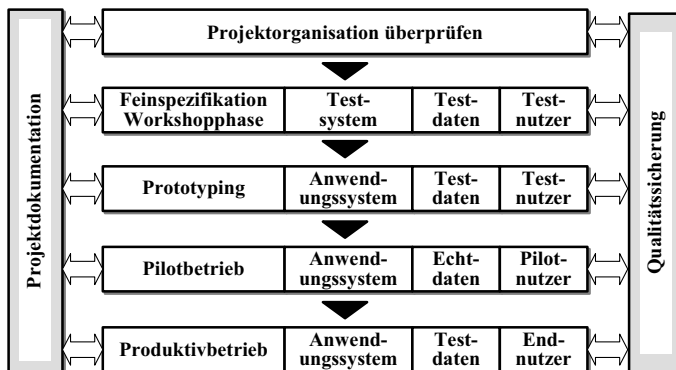 Projektdokumentation
Projektorganisation überprüfen
Feinspezifikation
Workshopphase
Test-
system
Test-
daten
Test-
nutzer
Prototyping
Anwend-
ungssystem
Test-
daten
Test-
nutzer
Pilotbetrieb
Anwend-
ungssystem
Echt-
daten
Pilot-
nutzer
Produktivbetrieb
Anwend-
ungssystem
Test-
daten
End-
nutzer
Qualitätssicherung